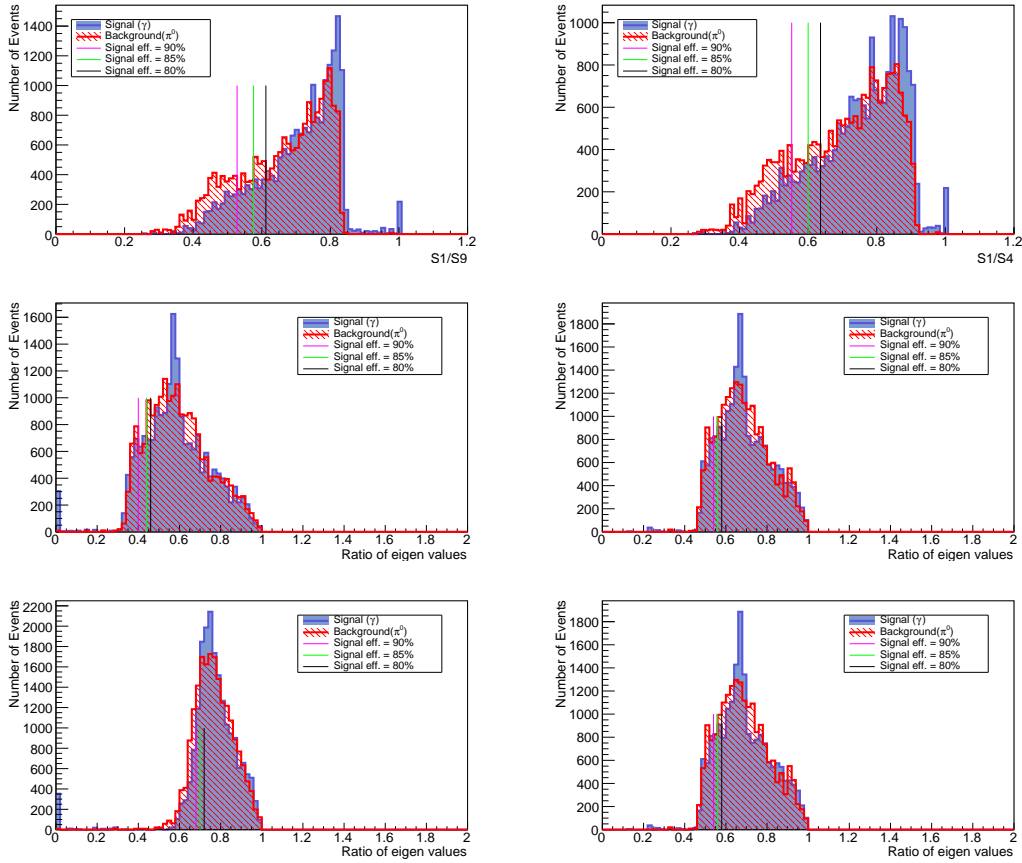 Number of Events
1400
1200
1000
800
600
400
200
0
Signal (γ)
Background(π⁰)
Signal eff. = 90%
Signal eff. = 85%
Signal eff. = 80%
0 0.2 0.4 0.6 0.8 1 1.2
S1/S9
Number of Events
1000
800
600
400
200
0
Signal (γ)
Background(π⁰)
Signal eff. = 90%
Signal eff. = 85%
Signal eff. = 80%
0 0.2 0.4 0.6 0.8 1 1.2
S1/S4
Number of Events
1600
1400
1200
1000
800
600
400
200
0
Signal (γ)
Background(π⁰)
Signal eff. = 90%
Signal eff. = 85%
Signal eff. = 80%
0 0.2 0.4 0.6 0.8 1 1.2 1.4 1.6 1.8 2
Ratio of eigen values
Number of Events
1800
1600
1400
1200
1000
800
600
400
200
0
Signal (γ)
Background(π⁰)
Signal eff. = 90%
Signal eff. = 85%
Signal eff. = 80%
0 0.2 0.4 0.6 0.8 1 1.2 1.4 1.6 1.8 2
Ratio of eigen values
Number of Events
2200
2000
1800
1600
1400
1200
1000
800
600
400
200
0
Signal (γ)
Background(π⁰)
Signal eff. = 90%
Signal eff. = 85%
Signal eff. = 80%
0 0.2 0.4 0.6 0.8 1 1.2 1.4 1.6 1.8 2
Ratio of eigen values
Number of Events
1800
1600
1400
1200
1000
800
600
400
200
0
Signal (γ)
Background(π⁰)
Signal eff. = 90%
Signal eff. = 85%
Signal eff. = 80%
0 0.2 0.4 0.6 0.8 1 1.2 1.4 1.6 1.8 2
Ratio of eigen values